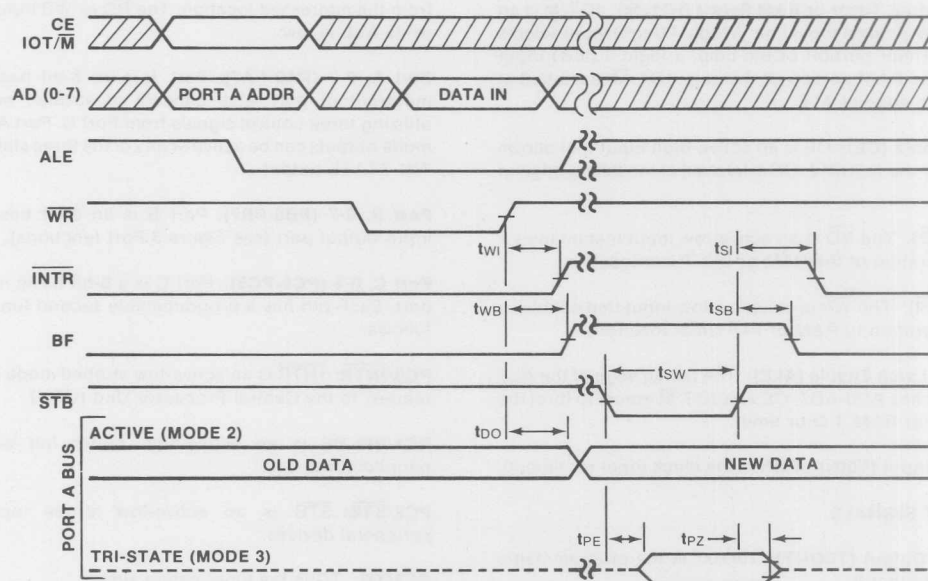 CE
IOT/M
AD (0-7)
PORT A ADDR
DATA IN
ALE
WR
tWI
tSI
INTR
tWB
tSB
BF
tSW
STB
tDO
PORT A BUS
ACTIVE (MODE 2)
OLD DATA
NEW DATA
tPE
tPZ
TRI-STATE (MODE 3)